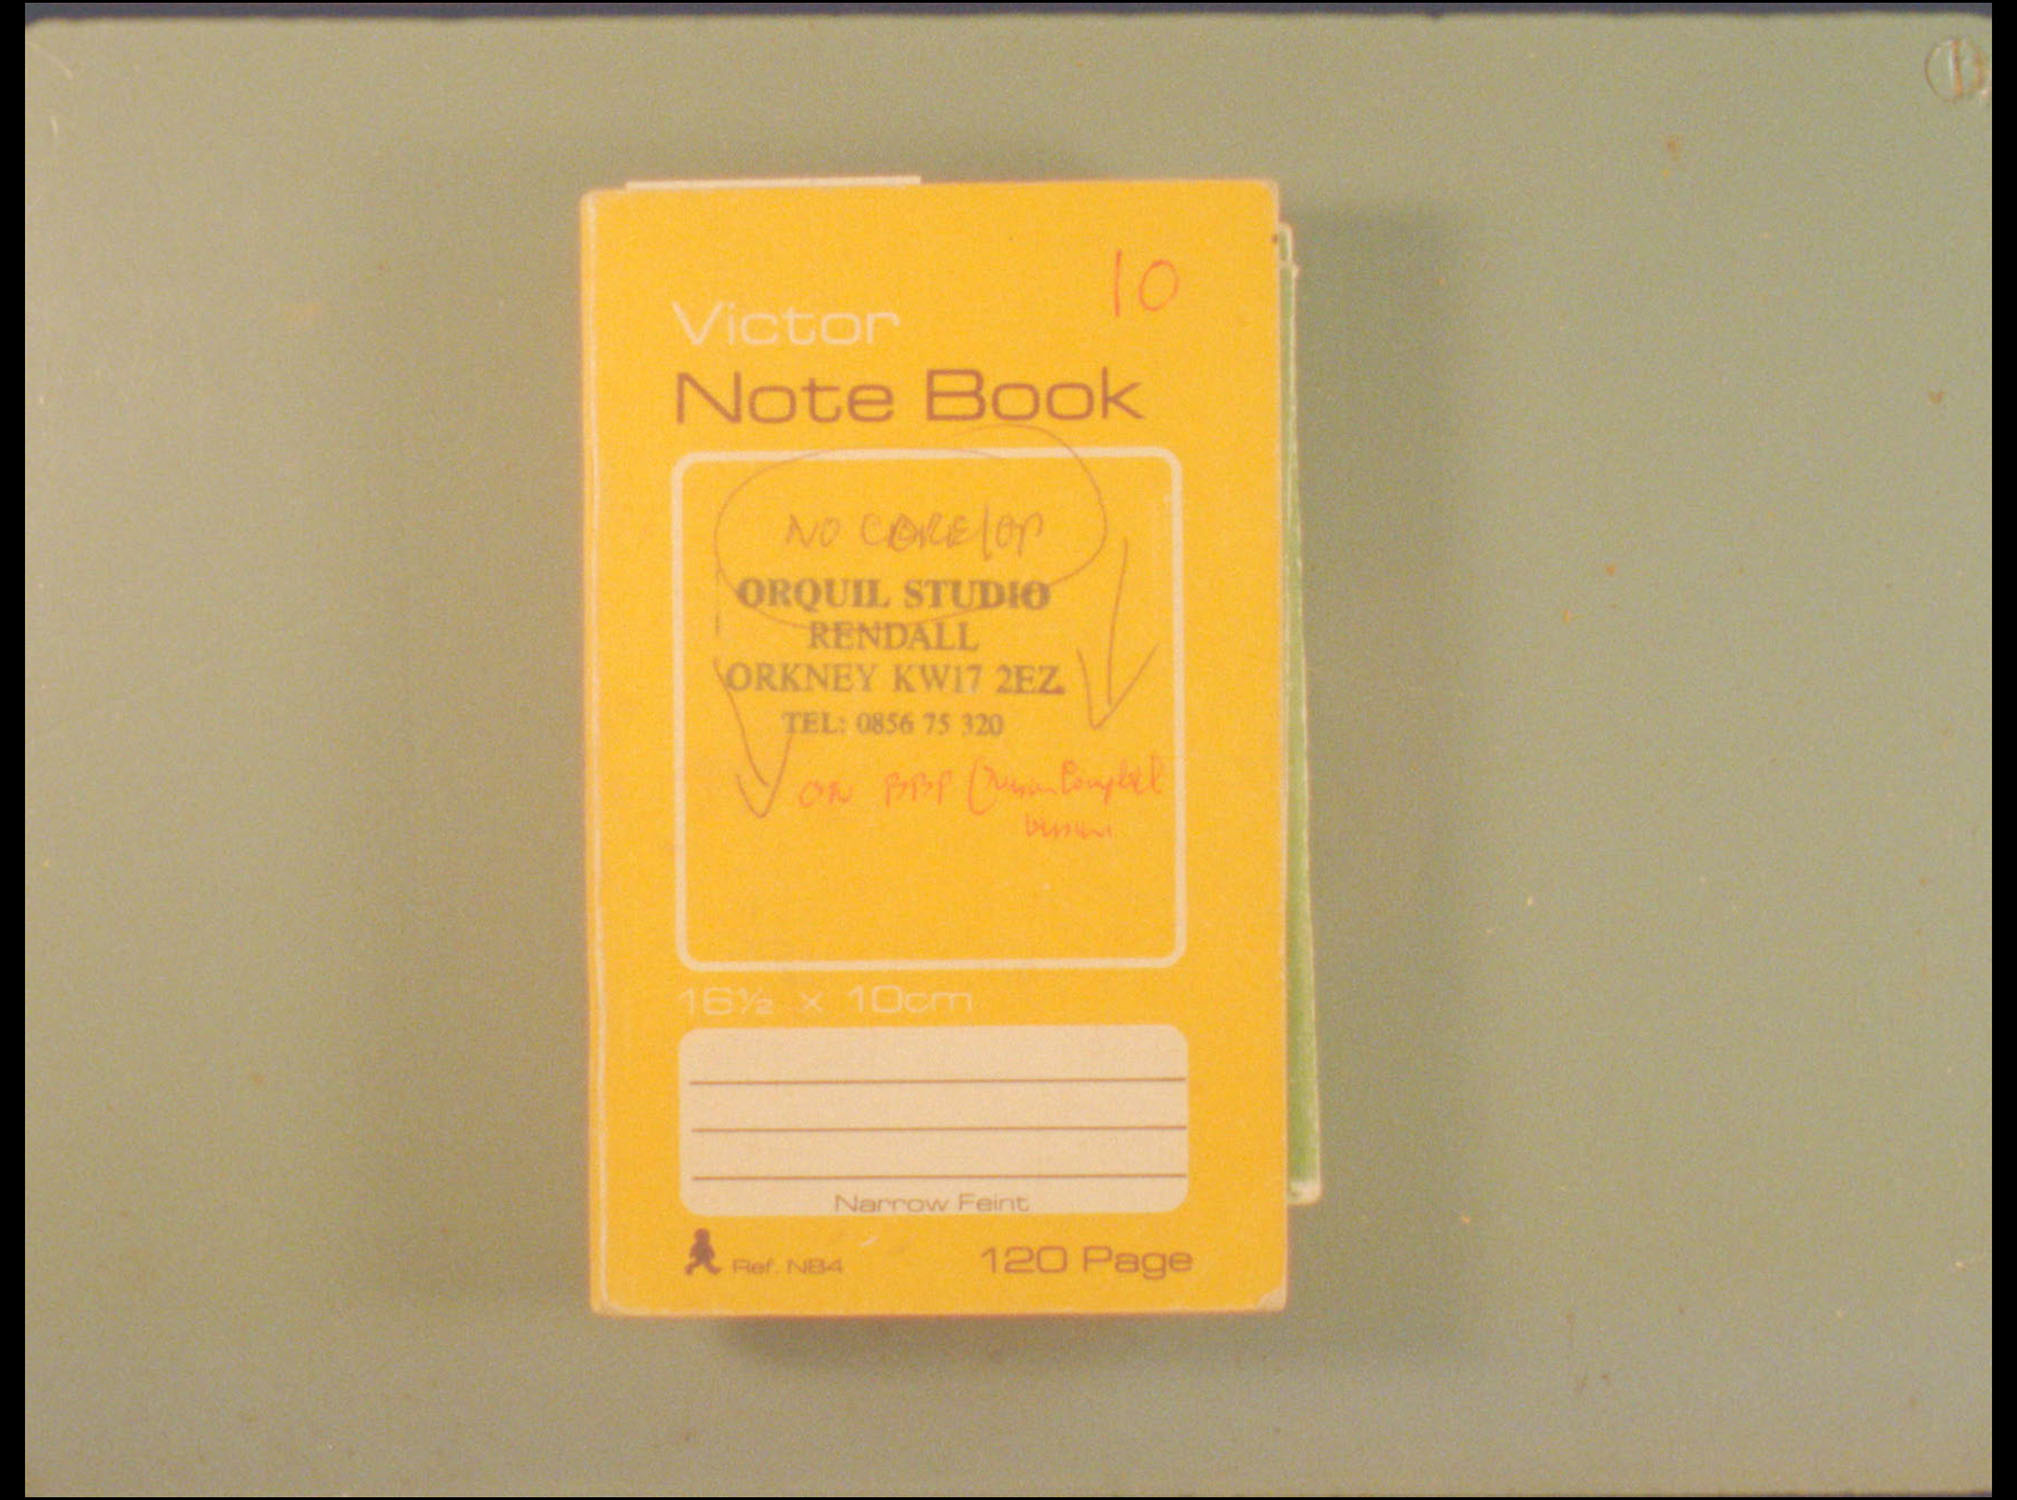 10
Victor
Note Book
NO
ORQUIL STUDIO
RENDALL
ORKNEY KW17 2EZ
TEL: 0856 75 320
ON BBP
16½ x 10cm
Narrow Feint
Ref. NB4
120 Page